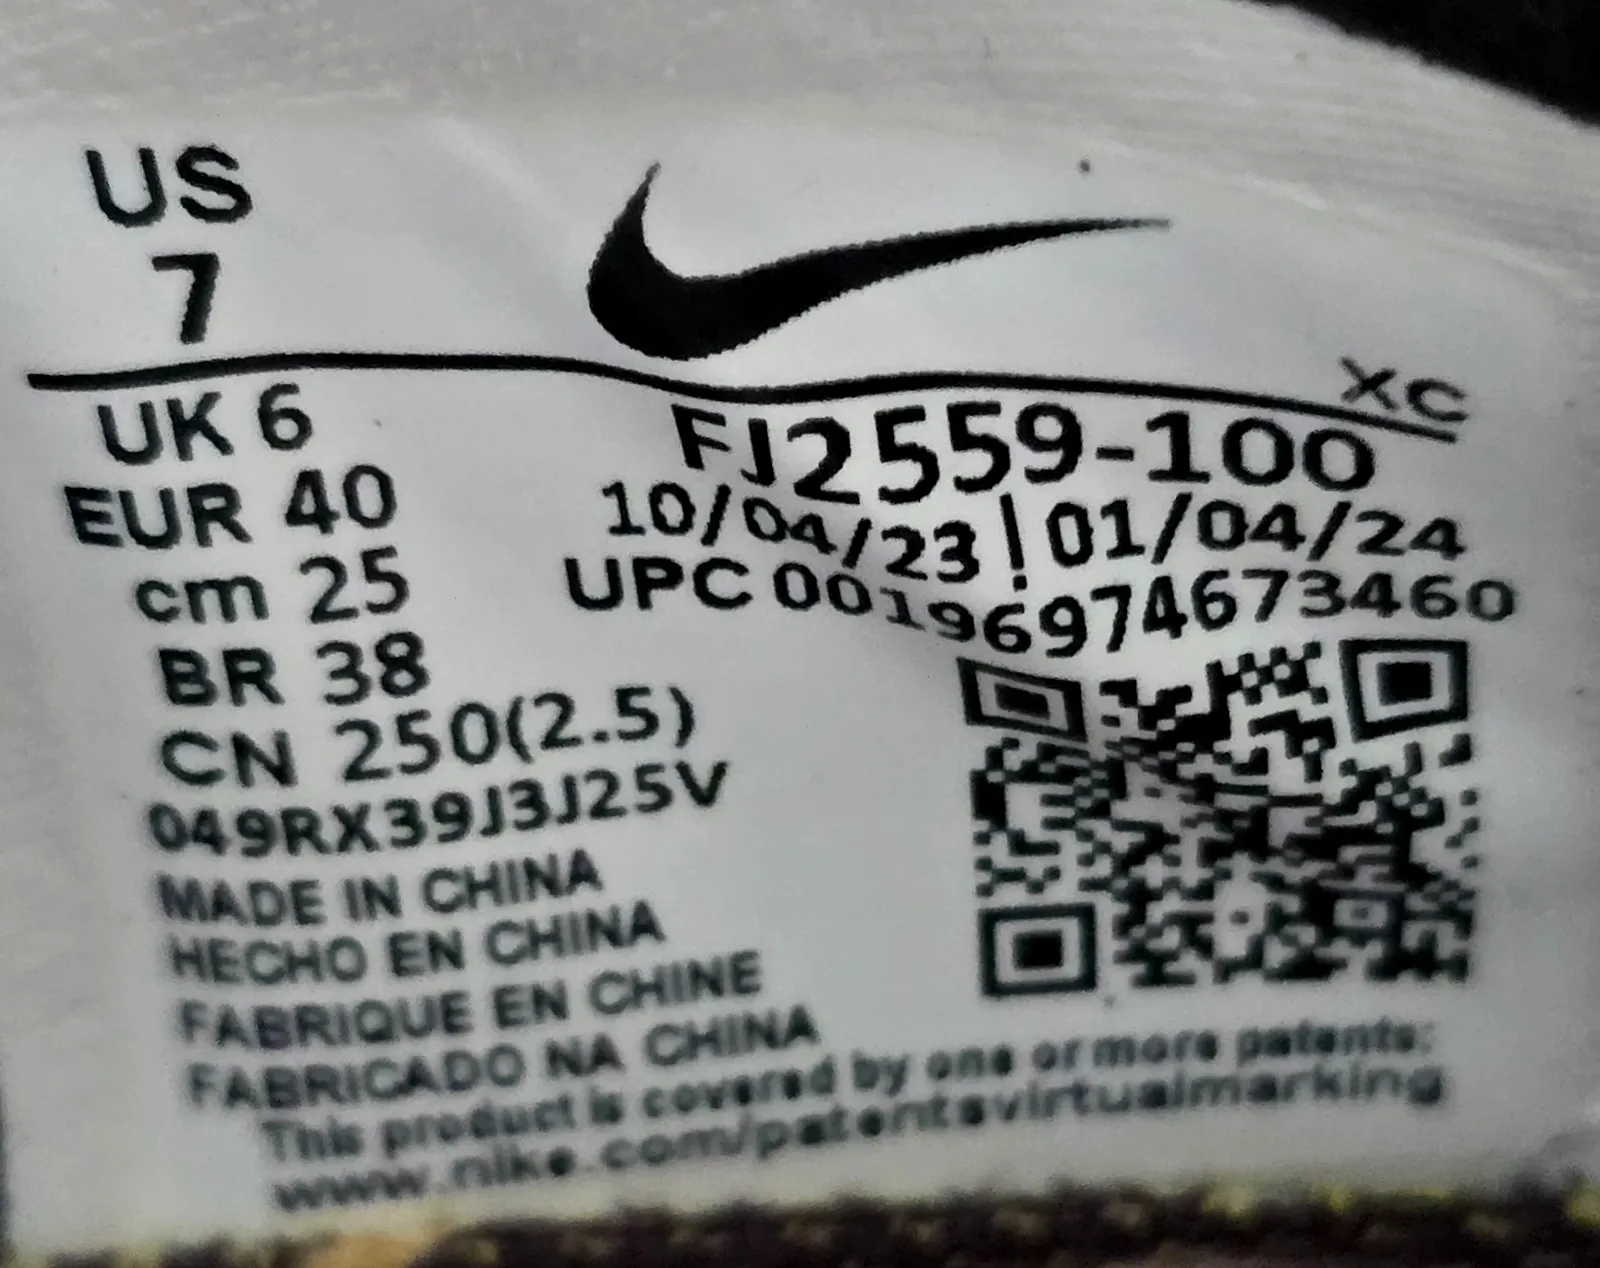 US
7
XC
UK 6
EUR 40
cm 25
BR 38
CN 250(2.5)
049RX39J3J25V
FJ2559-100
10/04/23 | 01/04/24
UPC 00196974673460
MADE IN CHINA
HECHO EN CHINA
FABRIQUE EN CHINE
FABRICADO NA CHINA
This product is covered by one or more patents:
www.nike.com/patentsvirtualmarking